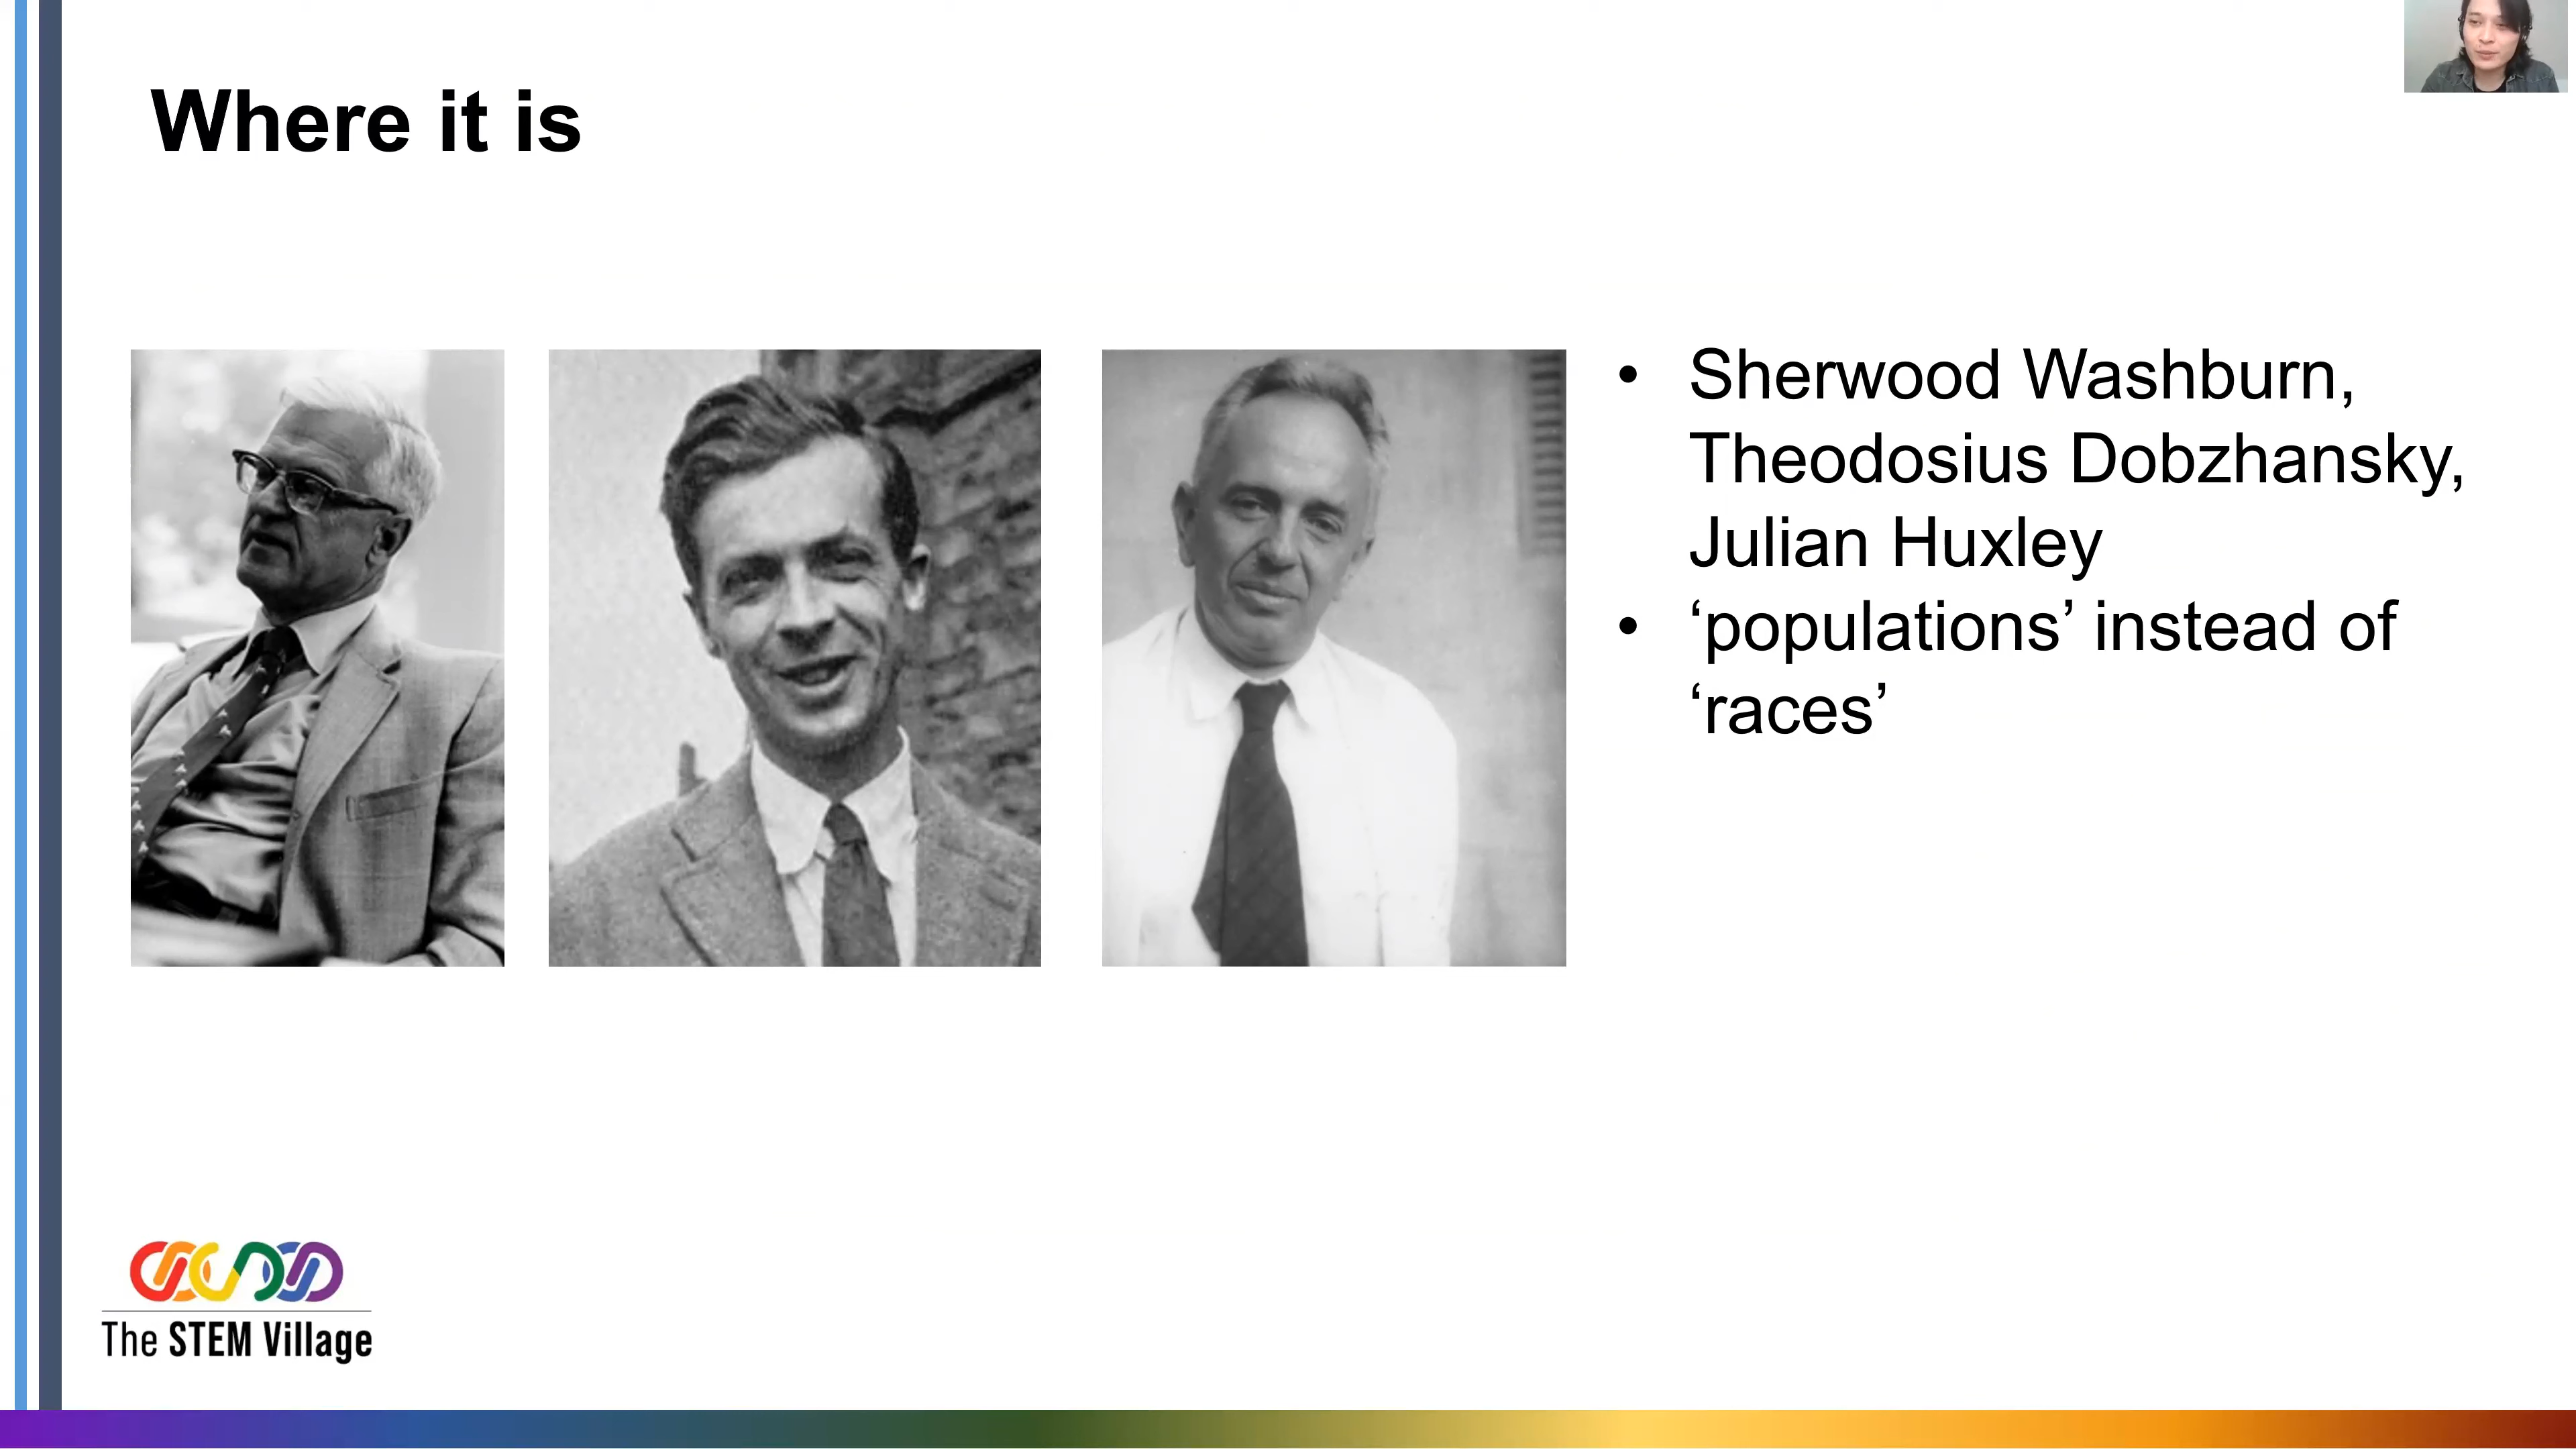 Where it is
• Sherwood Washburn,
Theodosius Dobzhansky,
Julian Huxley
• ‘populations’ instead of
‘races’
The STEM Village